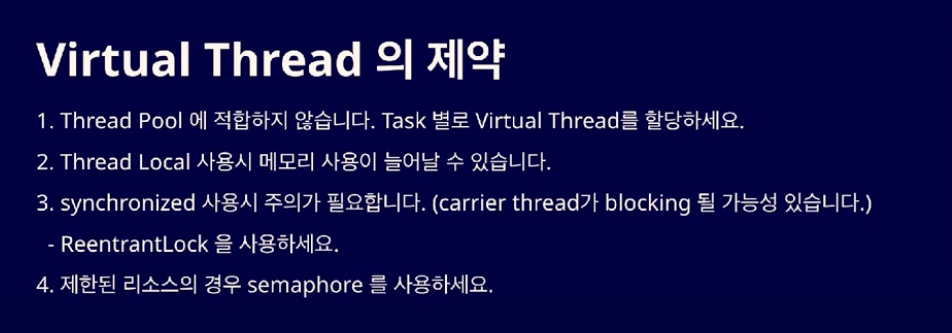 Virtual Thread 의 제약
1. Thread Pool 에 적합하지 않습니다. Task 별로 Virtual Thread를 할당하세요.
2. Thread Local 사용시 메모리 사용이 늘어날 수 있습니다.
3. synchronized 사용시 주의가 필요합니다. (carrier thread가 blocking 될 가능성 있습니다.)
- ReentrantLock 을 사용하세요.
4. 제한된 리소스의 경우 semaphore 를 사용하세요.